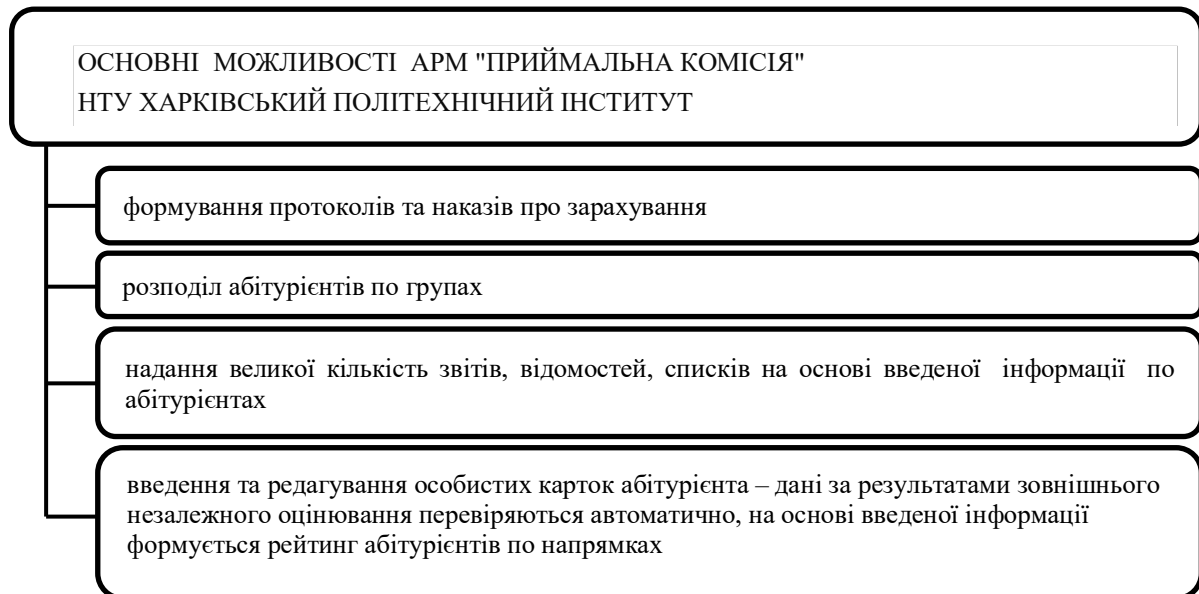 ОСНОВНІ МОЖЛИВОСТІ АРМ "ПРИЙМАЛЬНА КОМІСІЯ"
НТУ ХАРКІВСЬКИЙ ПОЛІТЕХНІЧНИЙ ІНСТИТУТ
формування протоколів та наказів про зарахування
розподіл абітурієнтів по групах
надання великої кількість звітів, відомостей, списків на основі введеної інформації по
абітурієнтах
введення та редагування особистих карток абітурієнта – дані за результатами зовнішнього
незалежного оцінювання перевіряються автоматично, на основі введеної інформації
формується рейтинг абітурієнтів по напрямках